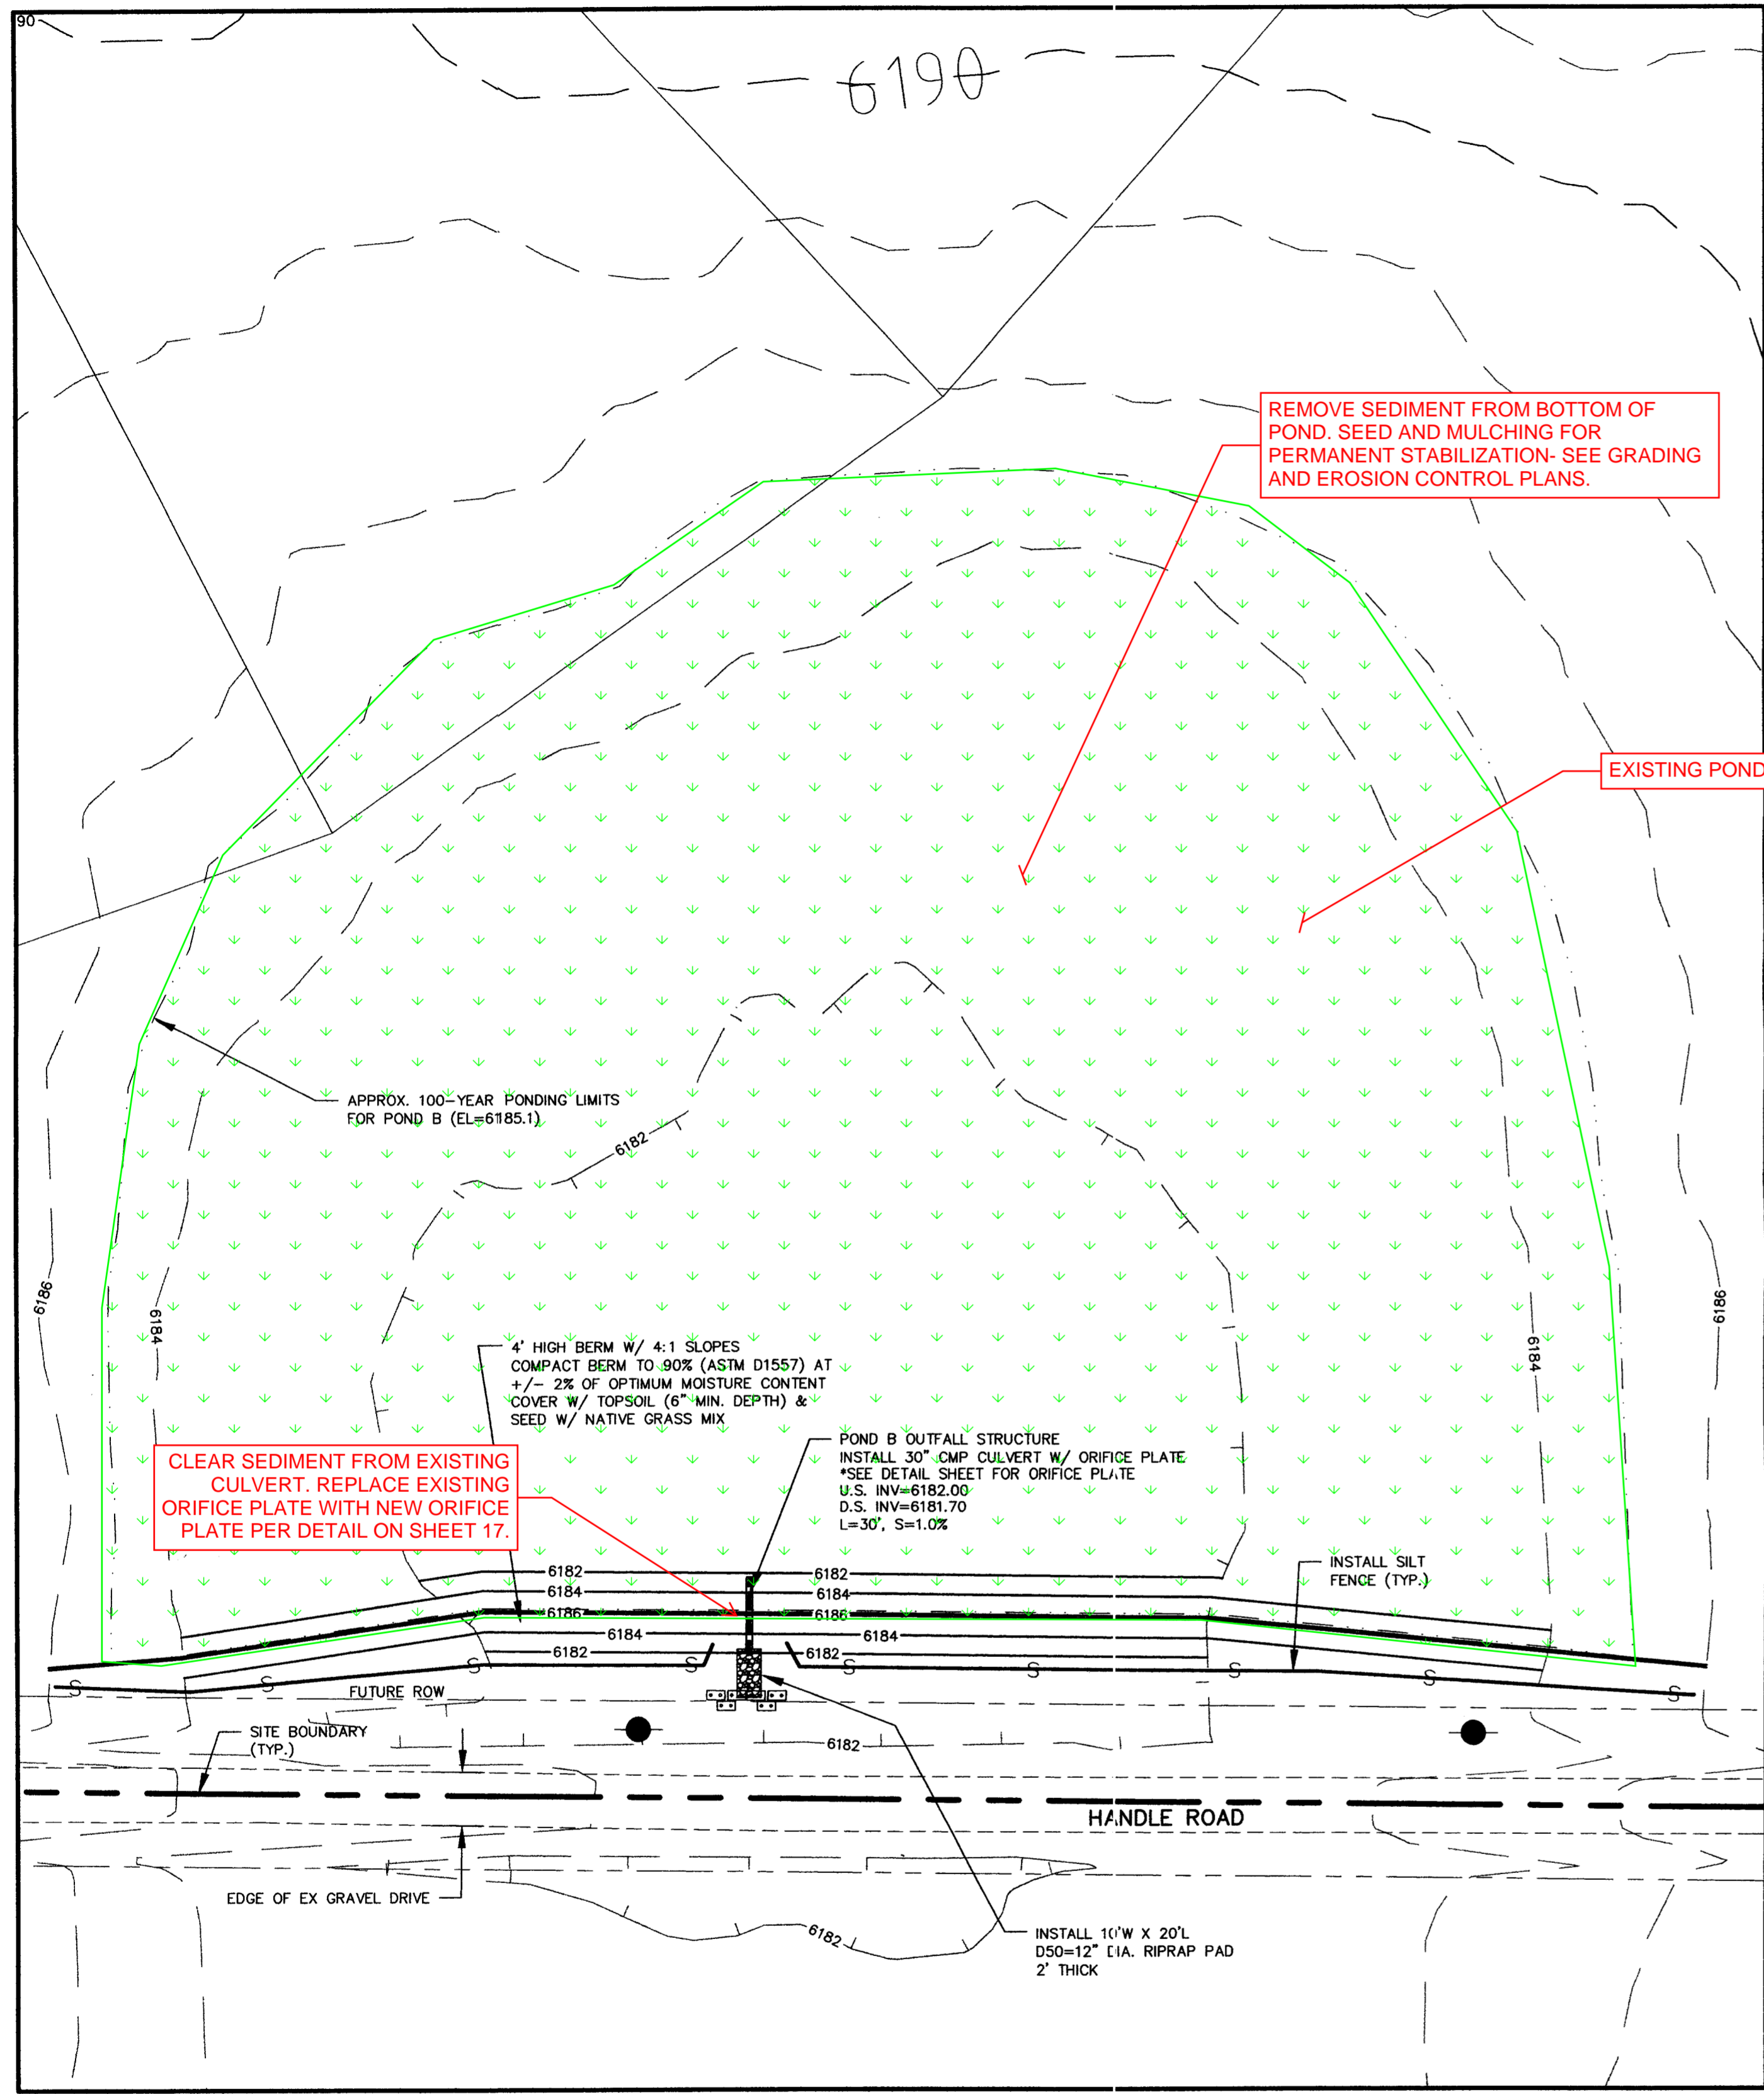 90
6190
REMOVE SEDIMENT FROM BOTTOM OF
POND. SEED AND MULCHING FOR
PERMANENT STABILIZATION- SEE GRADING
AND EROSION CONTROL PLANS.
EXISTING POND
APPROX. 100-YEAR PONDING LIMITS
FOR POND B (EL=6185.1)
6182
6186
6184
6184
6186
4' HIGH BERM W/ 4:1 SLOPES
COMPACT BERM TO 90% (ASTM D1557) AT
+/- 2% OF OPTIMUM MOISTURE CONTENT
COVER W/ TOPSOIL (6" MIN. DEPTH) &
SEED W/ NATIVE GRASS MIX
CLEAR SEDIMENT FROM EXISTING
CULVERT. REPLACE EXISTING
ORIFICE PLATE WITH NEW ORIFICE
PLATE PER DETAIL ON SHEET 17.
POND B OUTFALL STRUCTURE
INSTALL 30" CMP CULVERT W/ ORIFICE PLATE
*SEE DETAIL SHEET FOR ORIFICE PLATE
U.S. INV=6182.00
D.S. INV=6181.70
L=30', S=1.0%
INSTALL SILT
FENCE (TYP.)
6182 6182
6184 6184
6186 6186
6184 6184
6182 6182
S S S S S S S S S
FUTURE ROW
SITE BOUNDARY
(TYP.)
6182
HANDLE ROAD
EDGE OF EX GRAVEL DRIVE
6182
INSTALL 10'W X 20'L
D50=12" DIA. RIPRAP PAD
2' THICK